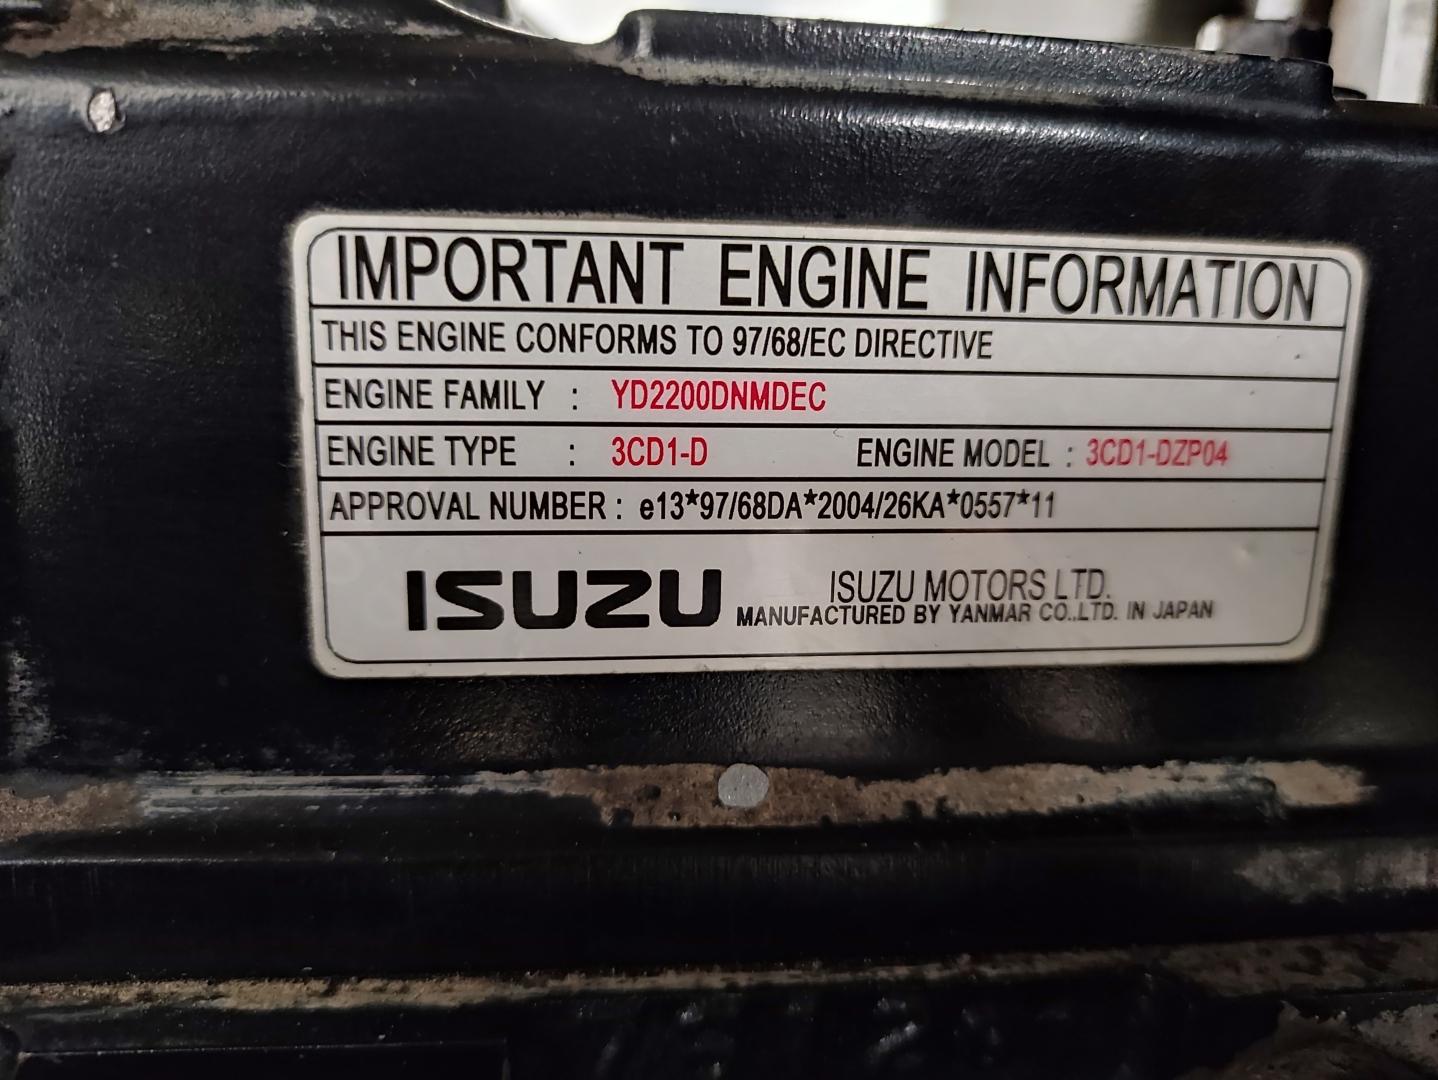 IMPORTANT ENGINE INFORMATION
THIS ENGINE CONFORMS TO 97/68/EC DIRECTIVE
ENGINE FAMILY : YD2200DNMDEC
ENGINE TYPE : 3CD1-D ENGINE MODEL : 3CD1-DZP04
APPROVAL NUMBER : e13*97/68DA*2004/26KA*0557*11
ISUZU ISUZU MOTORS LTD.
MANUFACTURED BY YANMAR CO.,LTD. IN JAPAN